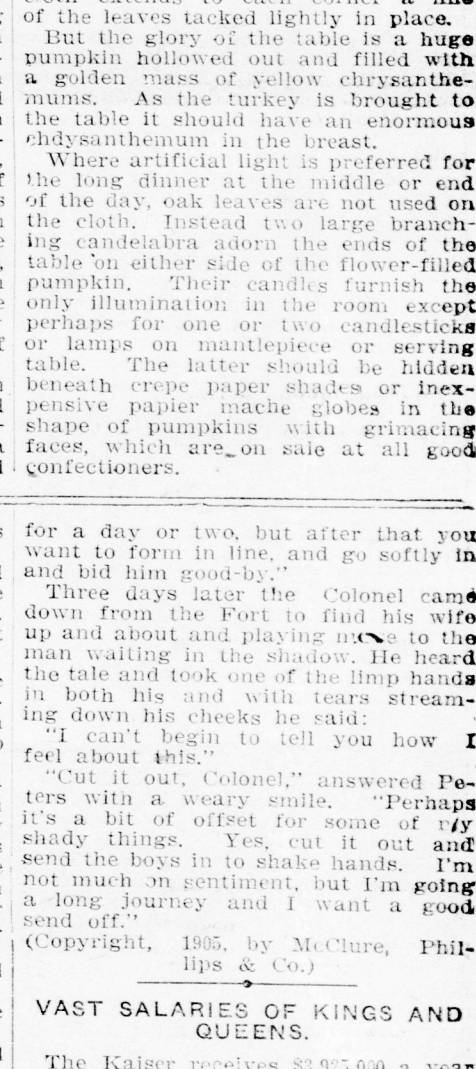 of the leaves tacked lightly in place.
But the glory of the table is a huge
pumpkin hollowed out and filled with
a golden mass of yellow chrysanthe-
mums. As the turkey is brought to
the table it should have an enormous
chdysanthemum in the breast.
Where artificial light is preferred for
the long dinner at the middle or end
of the day, oak leaves are not used on
the cloth. Instead two large branch-
ing candelabra adorn the ends of the
table on either side of the flower-filled
pumpkin. Their candles furnish the
only illumination in the room except
perhaps for one or two candlesticks
or lamps on mantlepiece or serving
table. The latter should be hidden
beneath crepe paper shades or inex-
pensive papier mache globes in the
shape of pumpkins with grimacing
faces, which are on sale at all good
confectioners.
for a day or two, but after that you
want to form in line, and go softly in
and bid him good-by."
Three days later the Colonel came
down from the Fort to find his wife
up and about and playing to the
man waiting in the shadow. He heard
the tale and took one of the limp hands
in both his and with tears stream-
ing down his cheeks he said:
"I can't begin to tell you how I
feel about this."
"Cut it out, Colonel," answered Pe-
ters with a weary smile. "Perhaps
it's a bit of offset for some of my
shady things. Yes, cut it out and
send the boys in to shake hands. I'm
not much on sentiment, but I'm going
a long journey and I want a good
send off."
(Copyright, 1905, by McClure, Phil-
lips & Co.)
VAST SALARIES OF KINGS AND
QUEENS.
The Kaiser receives a year